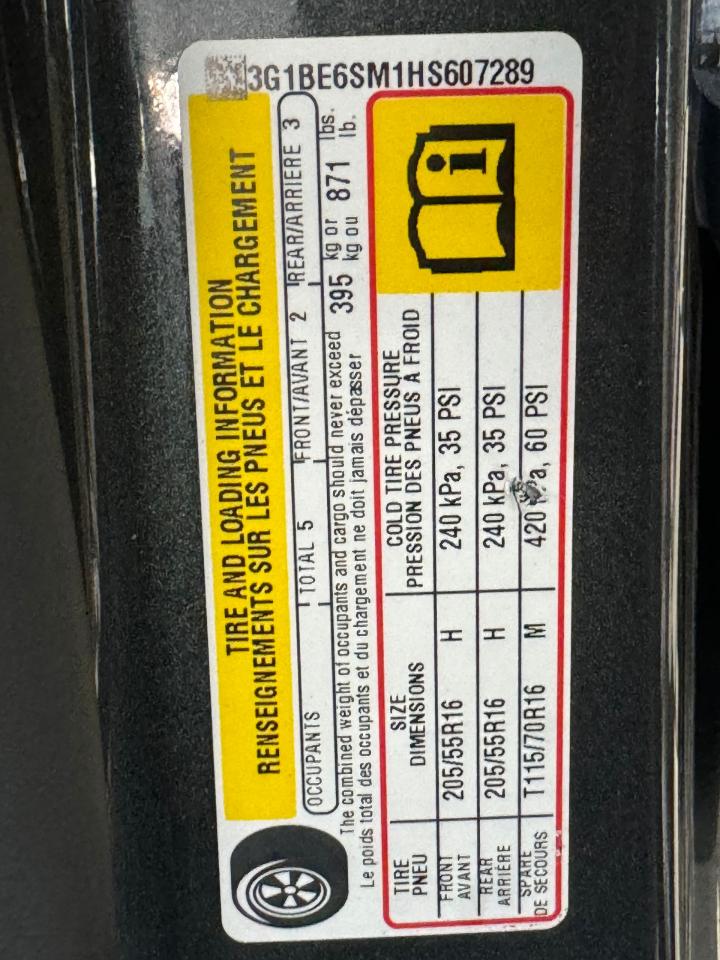 3G1BE6SM1HS607289
TIRE AND LOADING INFORMATION
RENSEIGNEMENTS SUR LES PNEUS ET LE CHARGEMENT
OCCUPANTS TOTAL 5 FRONT/AVANT 2 REAR/ARRIERE 3
The combined weight of occupants and cargo should never exceed 395 kg or 871 lbs.
Le poids total des occupants et du chargement ne doit jamais dépasser kg ou lb.
TIRE SIZE COLD TIRE PRESSURE
PNEU DIMENSIONS PRESSION DES PNEUS À FROID
FRONT 205/55R16 H 240 kPa, 35 PSI
AVANT
REAR 205/55R16 H 240 kPa, 35 PSI
ARRIÈRE
SPARE T115/70R16 M 420 a, 60 PSI
DE SECOURS